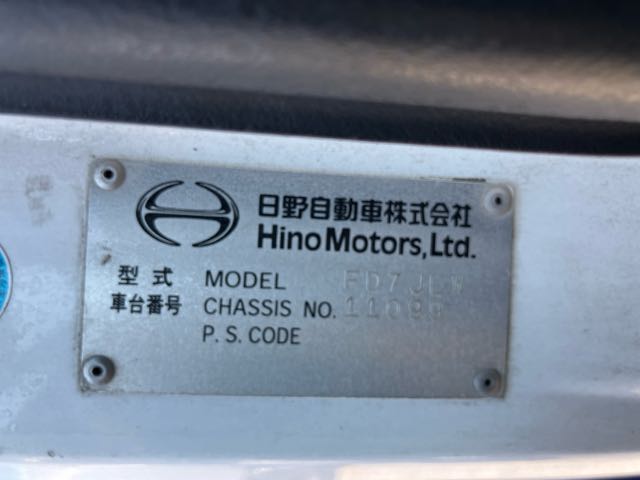 日野自動車株式会社
Hino Motors, Ltd.
型式 MODEL FD7JLW
車台番号 CHASSIS NO.
P. S. CODE